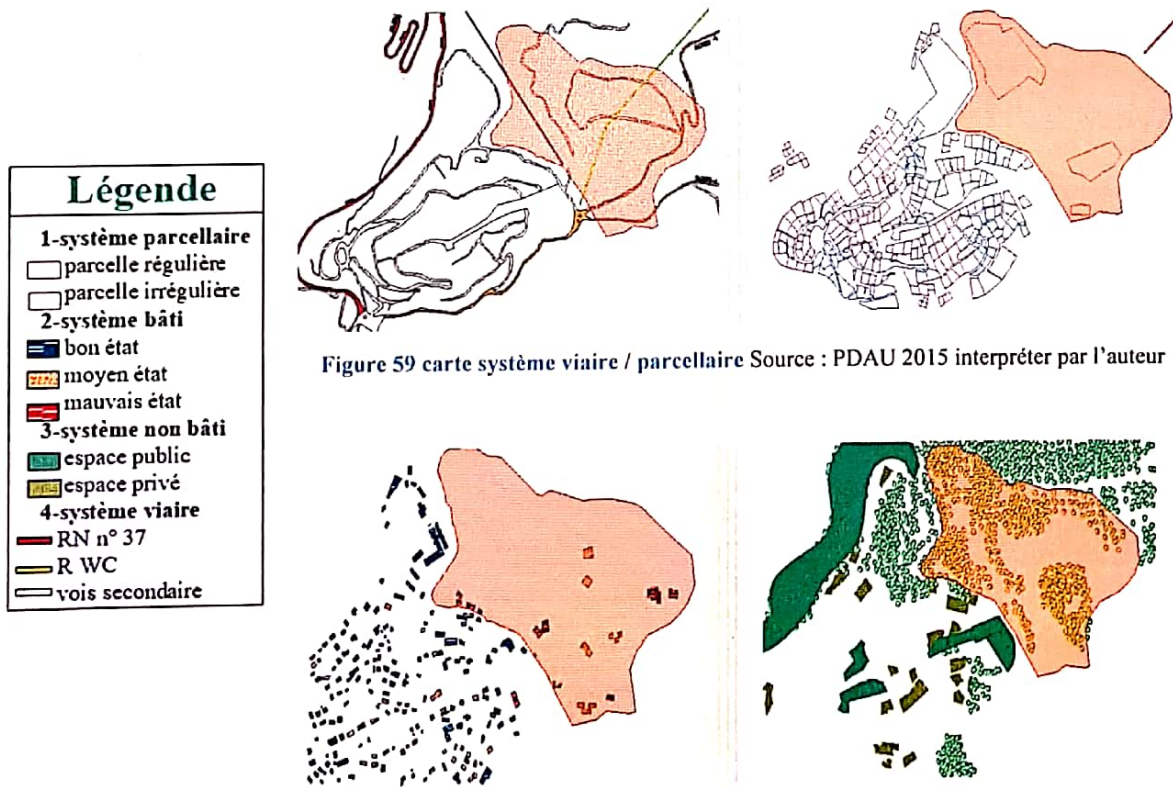 Légende
1-système parcellaire
parcelle régulière
parcelle irrégulière
2-système bâti
bon état
moyen état
mauvais état
3-système non bâti
espace public
espace privé
4-système viaire
RN n° 37
R WC
vois secondaire
Figure 59 carte système viaire / parcellaire Source : PDAU 2015 interpréter par l'auteur